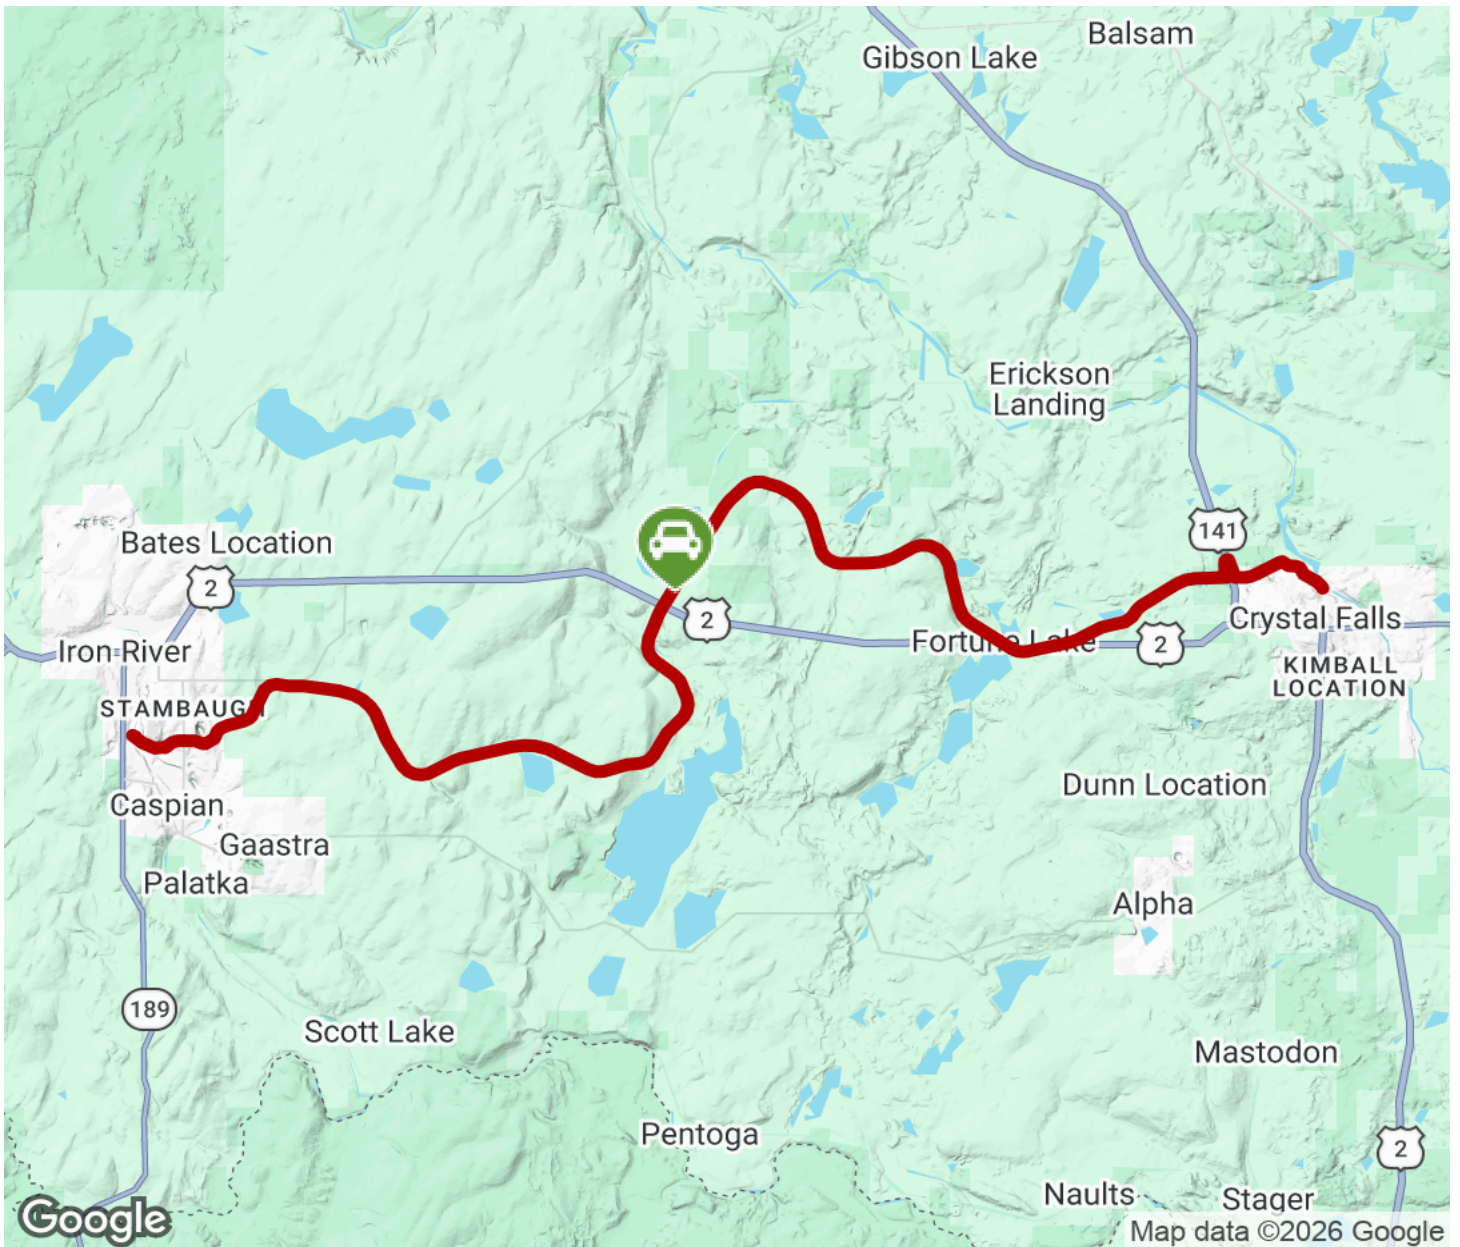 Balsam
Gibson Lake
Erickson
Landing
141
Bates Location
2
2
Crystal Falls
Fortune Lake
2
Iron River
KIMBALL
LOCATION
STAMBAUGH
Dunn Location
Caspian
Gaastra
Palatka
Alpha
189
Scott Lake
Mastodon
Pentoga
2
Naults
Stager
Google
Map data ©2026 Google